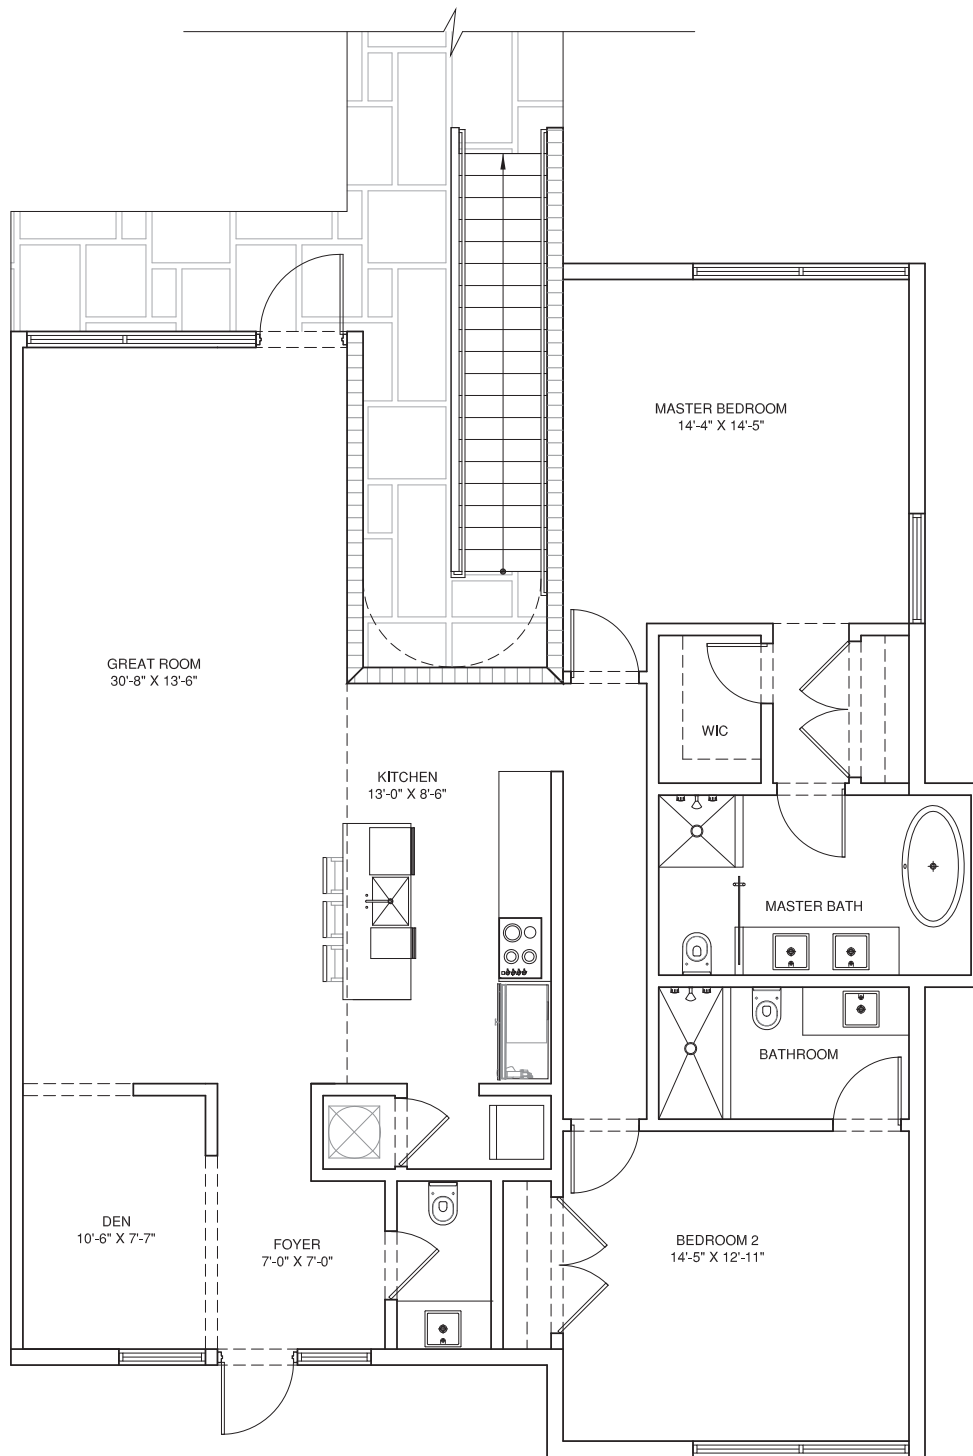 MASTER BEDROOM
14'-4" X 14'-5"
GREAT ROOM
30'-8" X 13'-6"
WIC
KITCHEN
13'-0" X 8'-6"
MASTER BATH
BATHROOM
DEN
10'-6" X 7'-7"
FOYER
7'-0" X 7'-0"
BEDROOM 2
14'-5" X 12'-11"